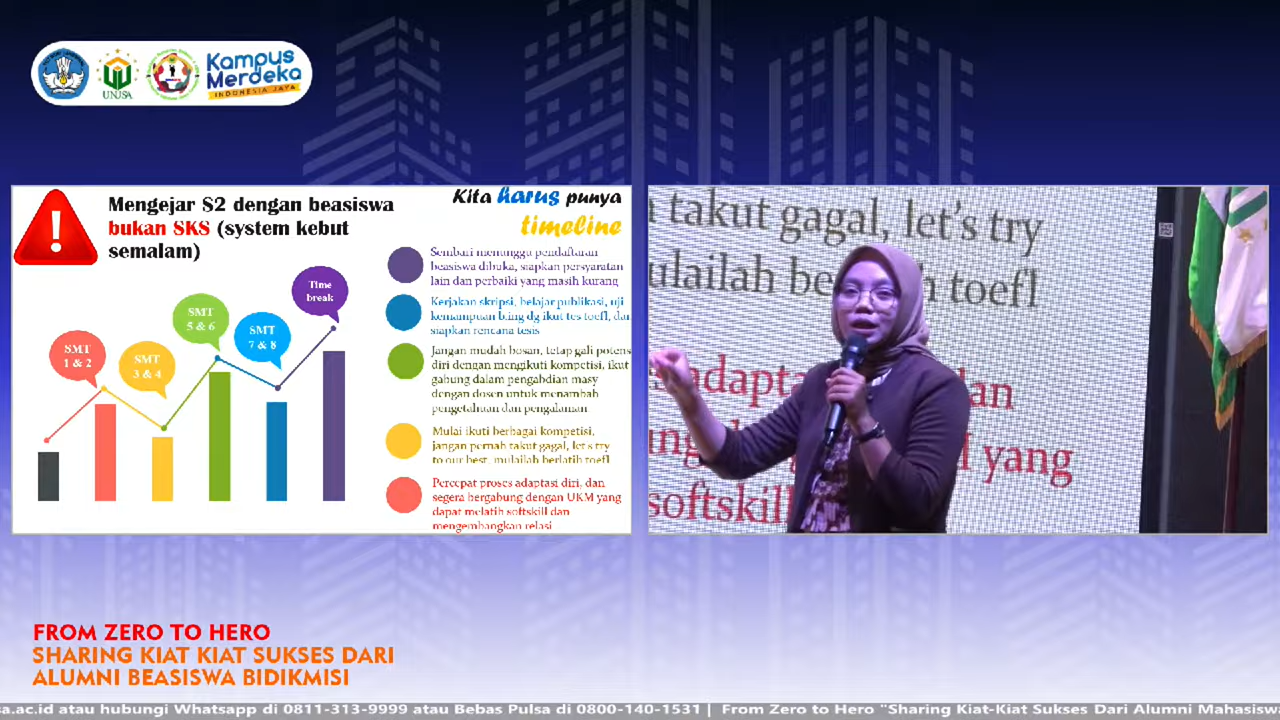 UNUSA
Kampus
Merdeka
INDONESIA JAYA
Mengejar S2 dengan beasiswa
bukan SKS (system kebut
semalam)
Kita harus punya
timeline
SMT
1 & 2
SMT
3 & 4
SMT
5 & 6
SMT
7 & 8
Time
break
Sembari menunggu pendaftaran
beasiswa dibuka, siapkan persyaratan
lain dan perbaiki yang masih kurang
Kerjakan skripsi, belajar publikasi, uji
kemampuan b.ing dg ikut tes toefl, dan
siapkan rencana tesis
Jangan mudah bosan, tetap gali potens
diri dengan mengikuti kompetisi, ikut
gabung dalam pengabdian masy
dengan dosen untuk menambah
pengetahuan dan pengalaman
Mulai ikuti berbagai kompetisi,
jangan pernah takut gagal, let's try
to our best, mulailah berlatih toefl
Percepat proses adaptasi diri, dan
segera bergabung dengan UKM yang
dapat melatih softskill dan
mengembangkan relasi
takut gagal, let's try
ulailah be toefl
adapta an
yang
softskill
FROM ZERO TO HERO
SHARING KIAT KIAT SUKSES DARI
ALUMNI BEASISWA BIDIKMISI
sa.ac.id atau hubungi Whatsapp di 0811-313-9999 atau Bebas Pulsa di 0800-140-1531 | From Zero to Hero "Sharing Kiat-Kiat Sukses Dari Alumni Mahasisw